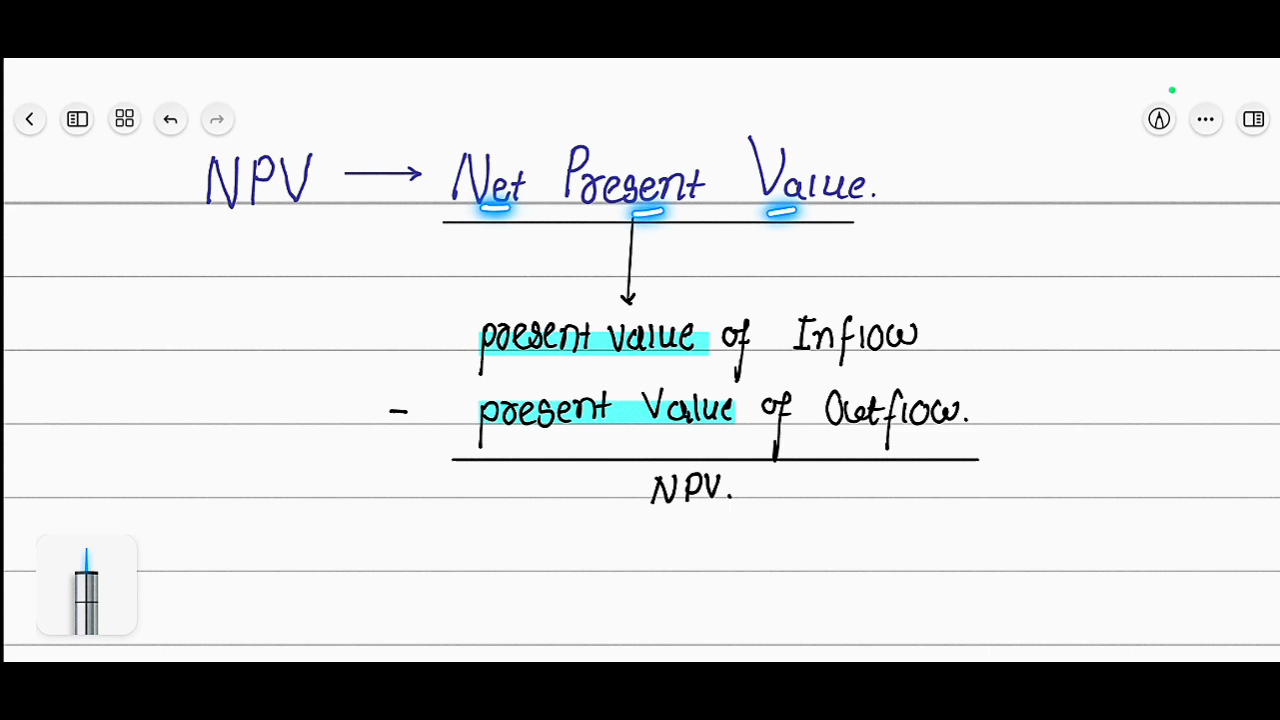 NPV → Net Present Value.
present value of Inflow
- present Value of Outflow.
NPV.